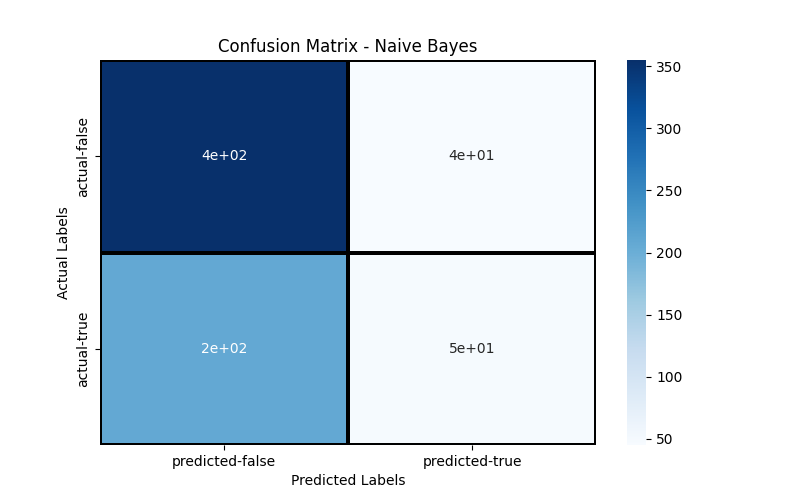 Confusion Matrix - Naive Bayes
actual-false
4e+02
4e+01
350
300
250
200
150
100
50
Actual Labels
actual-true
2e+02
5e+01
predicted-false
predicted-true
Predicted Labels